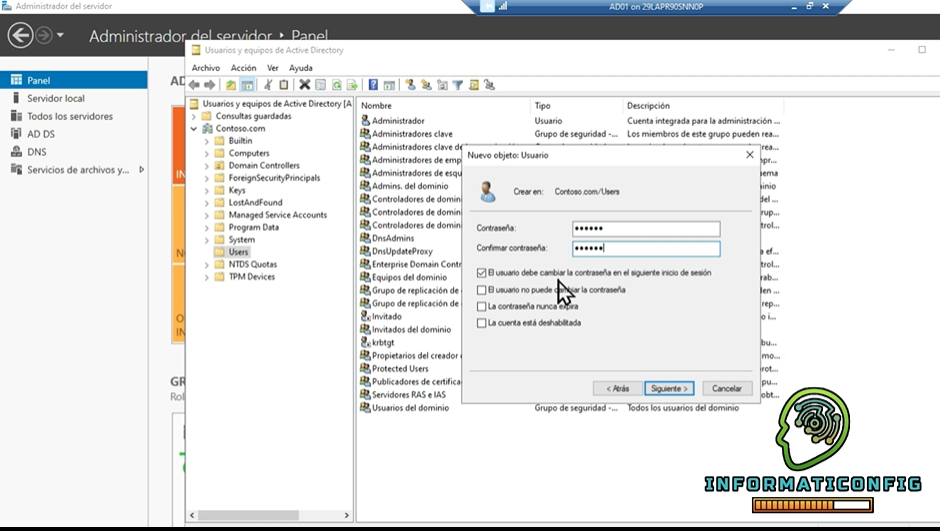 Administrador del servidor
AD01 on 29LAPR90SNN0P
Administrador del servidor • Panel
Panel
Servidor local
Todos los servidores
AD DS
DNS
Servicios de archivos y...
Usuarios y equipos de Active Directory
Archivo Acción Ver Ayuda
Usuarios y equipos de Active Directory [A
Consultas guardadas
Contoso.com
Builtin
Computers
Domain Controllers
ForeignSecurityPrincipals
Keys
LostAndFound
Managed Service Accounts
Program Data
System
Users
NTDS Quotas
TPM Devices
Nombre Tipo Descripción
Administrador Usuario Cuenta integrada para la administración ...
Administradores clave Grupo de seguridad -... Los miembros de este grupo pueden rea...
Administradores clave de
Administradores de emp
Administradores de esq
Admins. del dominio
Controladores de domin
Controladores de domin
Controladores de domin
DnsAdmins
DnsUpdateProxy
Enterprise Domain Contr
Equipos del dominio
Grupo de replicación de
Grupo de replicación de
Invitado
Invitados del dominio
krbtgt
Propietarios del creador
Protected Users
Publicadores de certifica
Servidores RAS e IAS
Usuarios del dominio Grupo de seguridad -... Todos los usuarios del dominio
Nuevo objeto: Usuario
Crear en: Contoso.com/Users
Contraseña: ••••••
Confirmar contraseña: ••••••
El usuario debe cambiar la contraseña en el siguiente inicio de sesión
El usuario no puede cambiar la contraseña
La contraseña nunca expira
La cuenta está deshabilitada
< Atrás Siguiente > Cancelar
INFORMATICONFIG